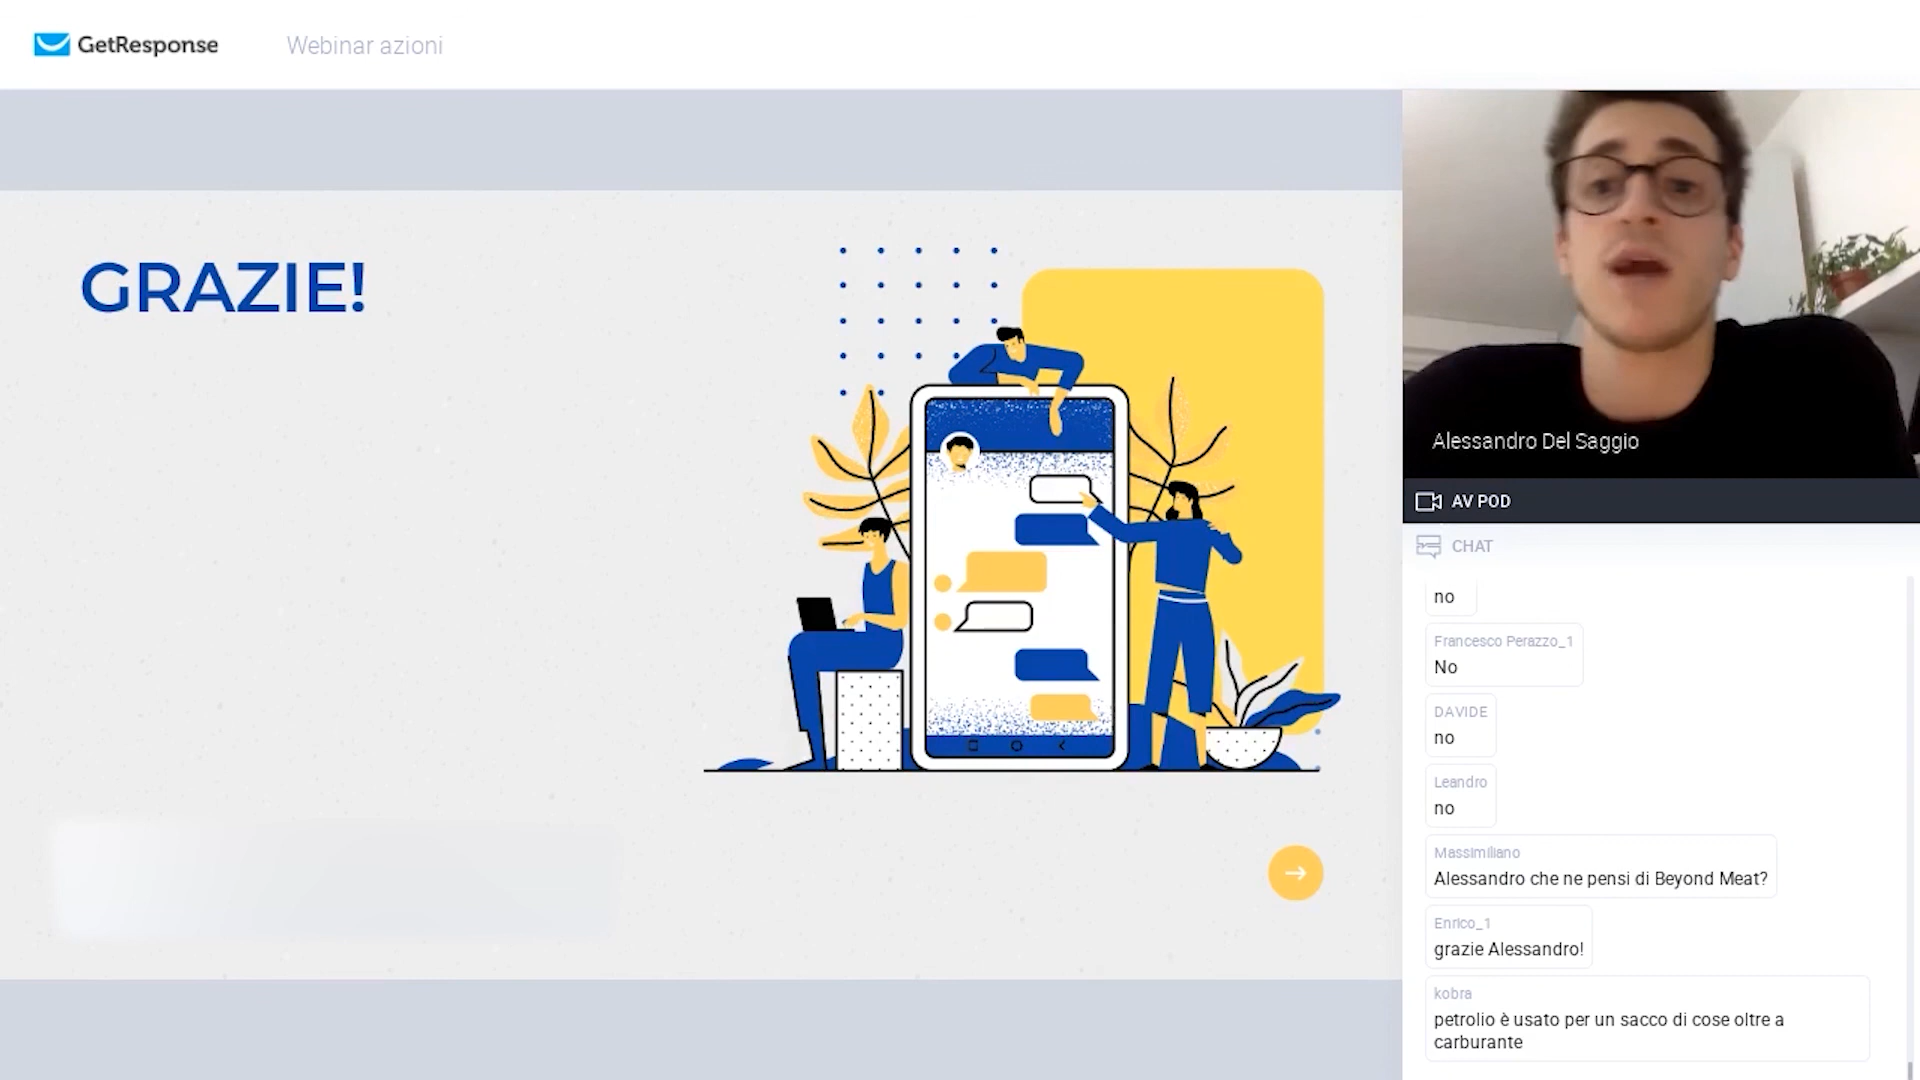 GetResponse
Webinar azioni
GRAZIE!
Alessandro Del Saggio
AV POD
CHAT
no
Francesco Perazzo_1
No
DAVIDE
no
Leandro
no
Massimiliano
Alessandro che ne pensi di Beyond Meat?
Enrico_1
grazie Alessandro!
kobra
petrolio è usato per un sacco di cose oltre a
carburante